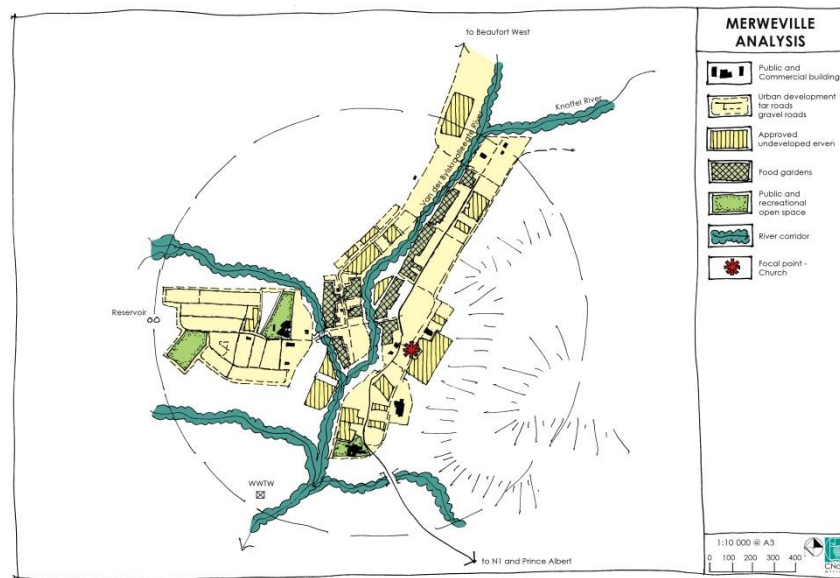 to Beaufort West
Knoffel River
Van der Bylskraalleegte River
Reservoir
WWTW
to N1 and Prince Albert
MERWEVILLE
ANALYSIS
Public and
Commercial building
Urban development
tar roads
gravel roads
Approved
undeveloped erven
Food gardens
Public and
recreational
open space
River corridor
Focal point -
Church
1:10 000 @ A3
0 100 200 300 400